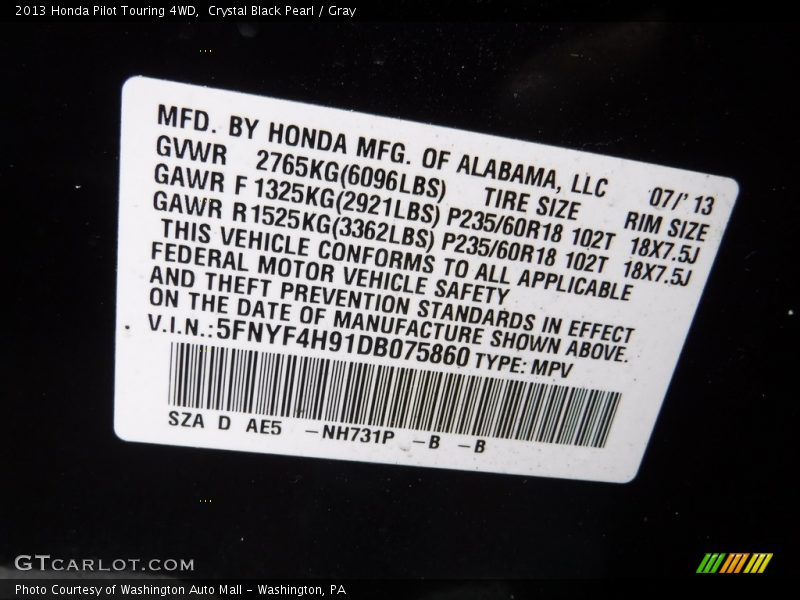 2013 Honda Pilot Touring 4WD,  Crystal Black Pearl / Gray
MFD. BY HONDA MFG. OF ALABAMA, LLC 07/' 13
GVWR 2765KG(6096LBS) TIRE SIZE RIM SIZE
GAWR F 1325KG(2921LBS) P235/60R18 102T 18X7.5J
GAWR R 1525KG(3362LBS) P235/60R18 102T 18X7.5J
THIS VEHICLE CONFORMS TO ALL APPLICABLE
FEDERAL MOTOR VEHICLE SAFETY
AND THEFT PREVENTION STANDARDS IN EFFECT
ON THE DATE OF MANUFACTURE SHOWN ABOVE.
V.I.N.: 5FNYF4H91DB075860 TYPE: MPV
SZA D AE5 -NH731P -B -B
GTCARLOT.COM
Photo Courtesy of Washington Auto Mall - Washington, PA